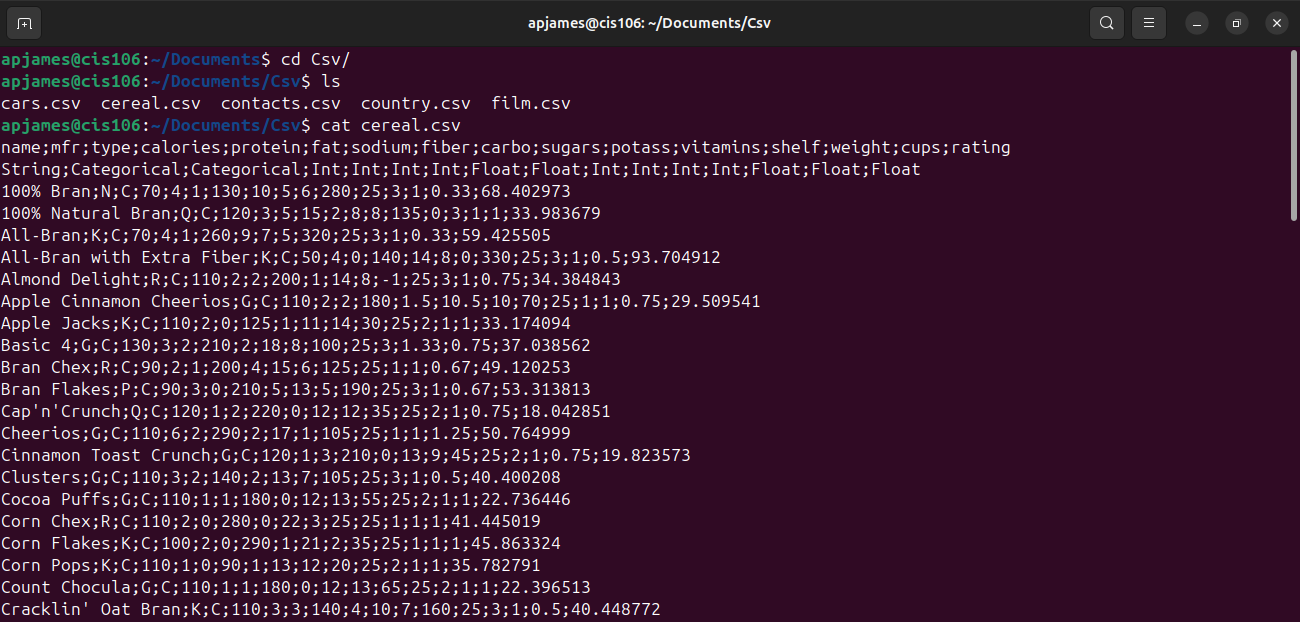 apjames@cis106: ~/Documents/Csv
apjames@cis106:~/Documents$ cd Csv/
apjames@cis106:~/Documents/Csv$ ls
cars.csv  cereal.csv  contacts.csv  country.csv  film.csv
apjames@cis106:~/Documents/Csv$ cat cereal.csv
name;mfr;type;calories;protein;fat;sodium;fiber;carbo;sugars;potass;vitamins;shelf;weight;cups;rating
String;Categorical;Categorical;Int;Int;Int;Int;Float;Float;Int;Int;Int;Int;Float;Float;Float
100% Bran;N;C;70;4;1;130;10;5;6;280;25;3;1;0.33;68.402973
100% Natural Bran;Q;C;120;3;5;15;2;8;8;135;0;3;1;1;33.983679
All-Bran;K;C;70;4;1;260;9;7;5;320;25;3;1;0.33;59.425505
All-Bran with Extra Fiber;K;C;50;4;0;140;14;8;0;330;25;3;1;0.5;93.704912
Almond Delight;R;C;110;2;2;200;1;14;8;-1;25;3;1;0.75;34.384843
Apple Cinnamon Cheerios;G;C;110;2;2;180;1.5;10.5;10;70;25;1;1;0.75;29.509541
Apple Jacks;K;C;110;2;0;125;1;11;14;30;25;2;1;1;33.174094
Basic 4;G;C;130;3;2;210;2;18;8;100;25;3;1.33;0.75;37.038562
Bran Chex;R;C;90;2;1;200;4;15;6;125;25;1;1;0.67;49.120253
Bran Flakes;P;C;90;3;0;210;5;13;5;190;25;3;1;0.67;53.313813
Cap'n'Crunch;Q;C;120;1;2;220;0;12;12;35;25;2;1;0.75;18.042851
Cheerios;G;C;110;6;2;290;2;17;1;105;25;1;1;1.25;50.764999
Cinnamon Toast Crunch;G;C;120;1;3;210;0;13;9;45;25;2;1;0.75;19.823573
Clusters;G;C;110;3;2;140;2;13;7;105;25;3;1;0.5;40.400208
Cocoa Puffs;G;C;110;1;1;180;0;12;13;55;25;2;1;1;22.736446
Corn Chex;R;C;110;2;0;280;0;22;3;25;25;1;1;1;41.445019
Corn Flakes;K;C;100;2;0;290;1;21;2;35;25;1;1;1;45.863324
Corn Pops;K;C;110;1;0;90;1;13;12;20;25;2;1;1;35.782791
Count Chocula;G;C;110;1;1;180;0;12;13;65;25;2;1;1;22.396513
Cracklin' Oat Bran;K;C;110;3;3;140;4;10;7;160;25;3;1;0.5;40.448772